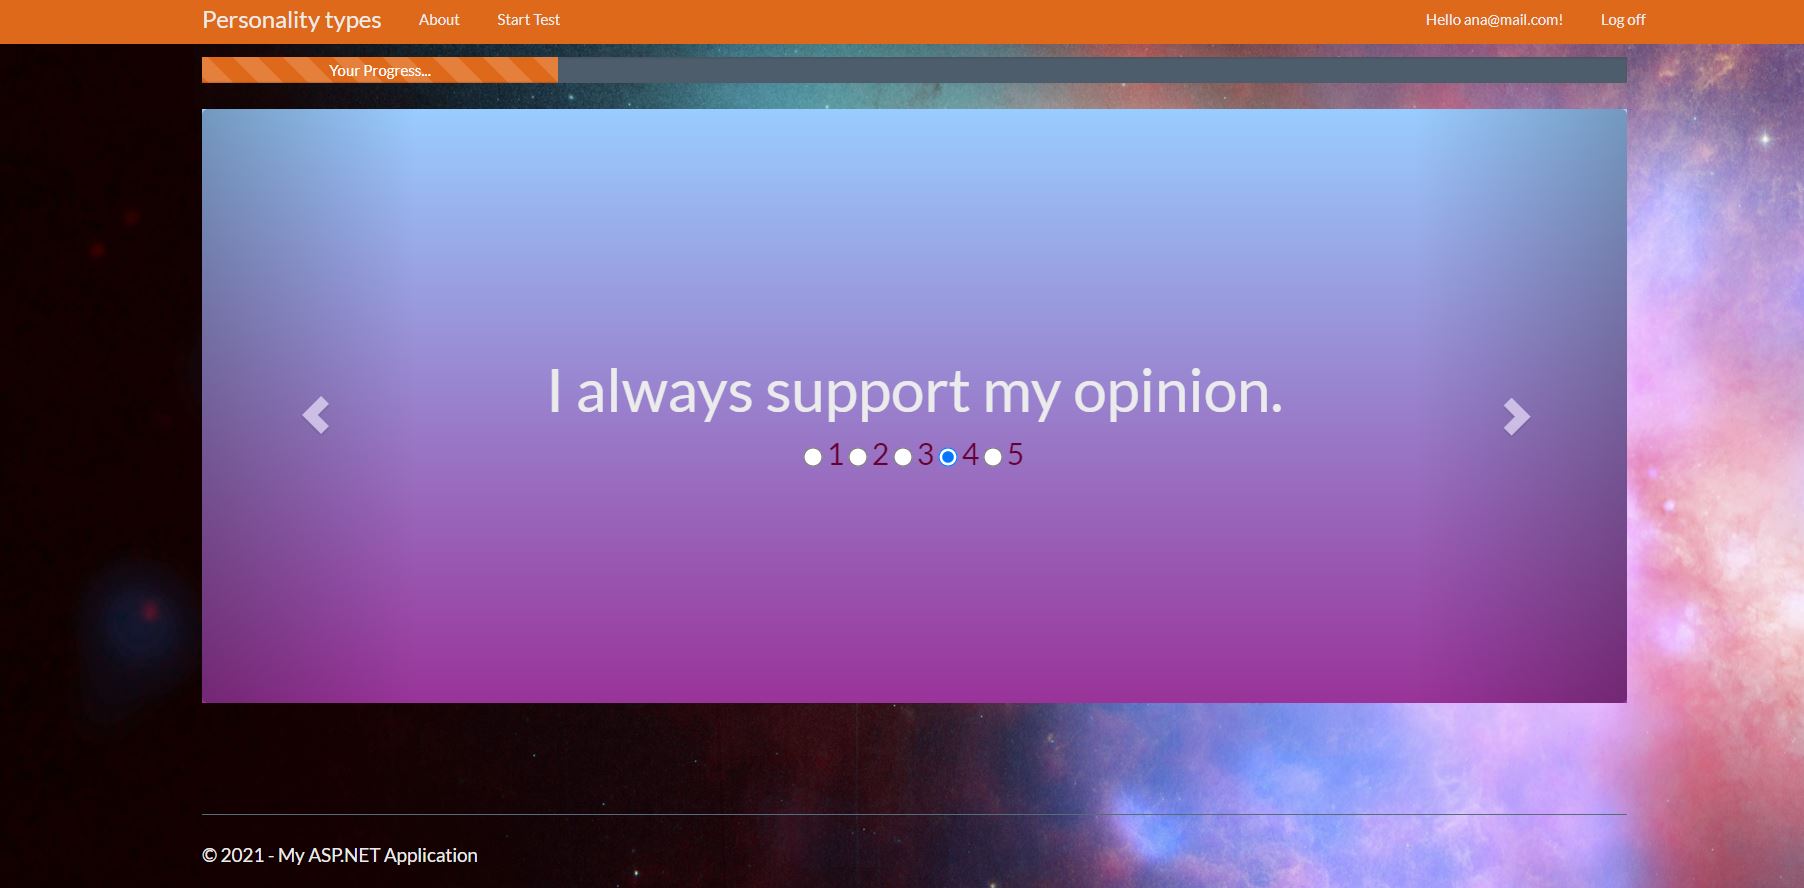 Personality types About Start Test Hello ana@mail.com! Log off
Your Progress...
I always support my opinion.
1 2 3 4 5
© 2021 - My ASP.NET Application